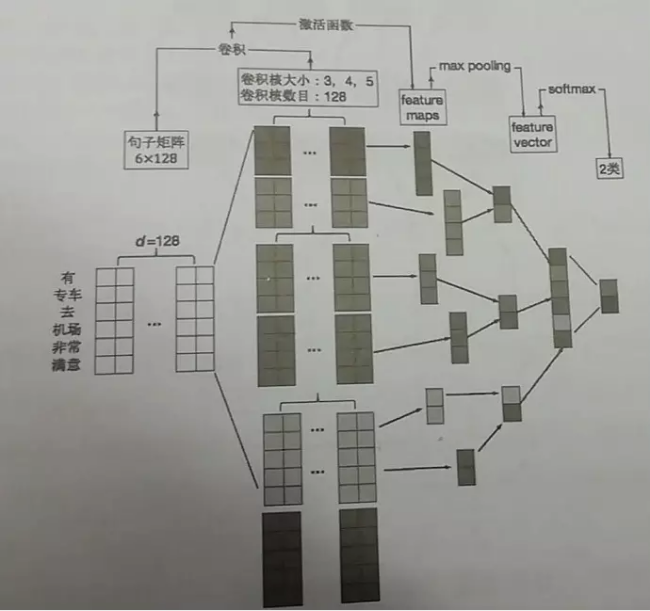 激活函数
卷积
max pooling
卷积核大小：3，4，5
卷积核数目：128
feature
maps
softmax
feature
vector
句子矩阵
6×128
2类
d=128
有
专车
去
机场
非常
满意
...
...
...
...
...
...
...